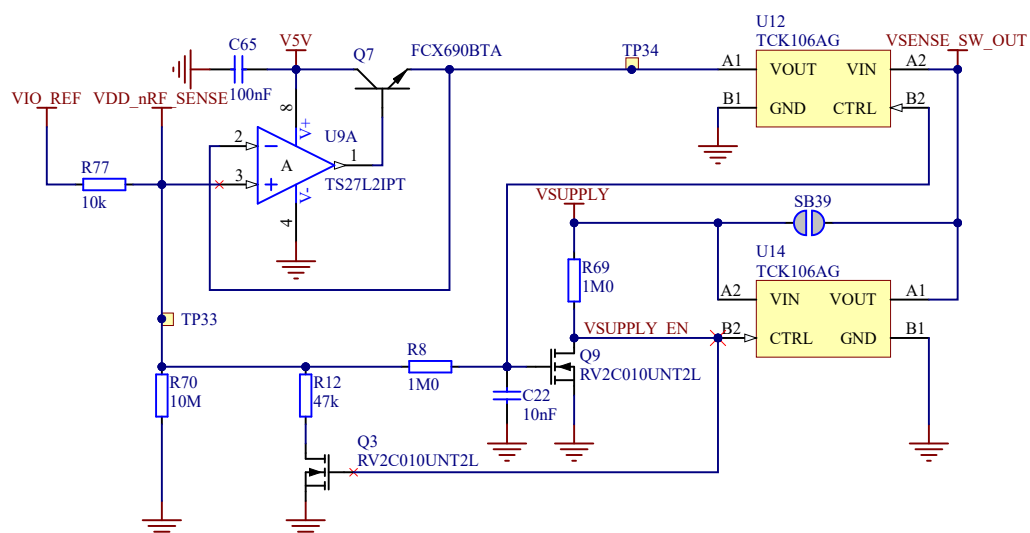 U12
TCK106AG
C65
V5V
Q7
FCX690BTA
TP34
VSENSE_SW_OUT
A1
VOUT
VIN
A2
B1
GND
CTRL
B2
100nF
VIO_REF
VDD_nRF_SENSE
8
V+
U9A
2
A
1
3
TS27L2IPT
V-
4
R77
10k
VSUPPLY
SB39
U14
TCK106AG
R69
1M0
A2
VIN
VOUT
A1
TP33
VSUPPLY_EN
B2
CTRL
GND
B1
R8
1M0
Q9
RV2C010UNT2L
R70
10M
R12
47k
C22
10nF
Q3
RV2C010UNT2L